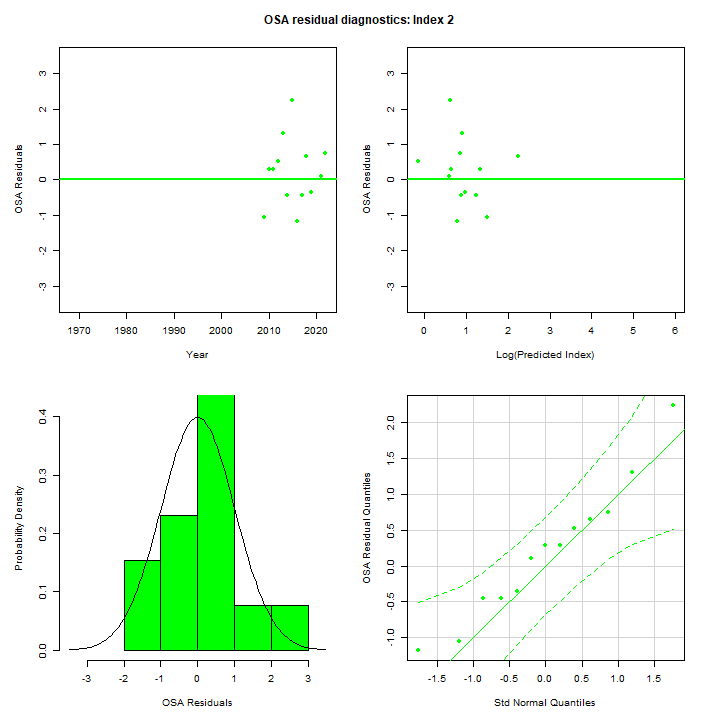 OSA residual diagnostics: Index 2
OSA Residuals
3
2
1
0
-1
-2
-3
1970 1980 1990 2000 2010 2020
Year
OSA Residuals
3
2
1
0
-1
-2
-3
0 1 2 3 4 5 6
Log(Predicted Index)
Probability Density
0.4
0.3
0.2
0.1
0.0
-3 -2 -1 0 1 2 3
OSA Residuals
OSA Residual Quantiles
2.0
1.5
1.0
0.5
0.0
-0.5
-1.0
-1.5 -1.0 -0.5 0.0 0.5 1.0 1.5
Std Normal Quantiles